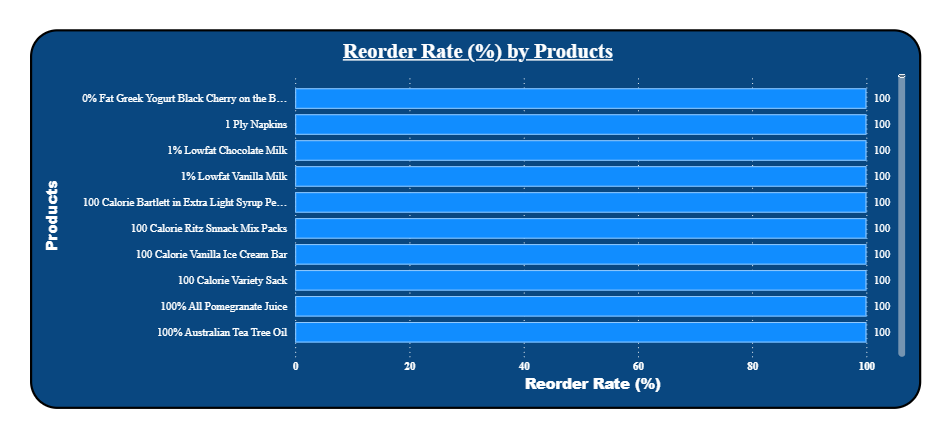 Reorder Rate (%) by Products
Products
0% Fat Greek Yogurt Black Cherry on the B... 100
1 Ply Napkins 100
1% Lowfat Chocolate Milk 100
1% Lowfat Vanilla Milk 100
100 Calorie Bartlett in Extra Light Syrup Pe... 100
100 Calorie Ritz Snnack Mix Packs 100
100 Calorie Vanilla Ice Cream Bar 100
100 Calorie Variety Sack 100
100% All Pomegranate Juice 100
100% Australian Tea Tree Oil 100
0 20 40 60 80 100
Reorder Rate (%)